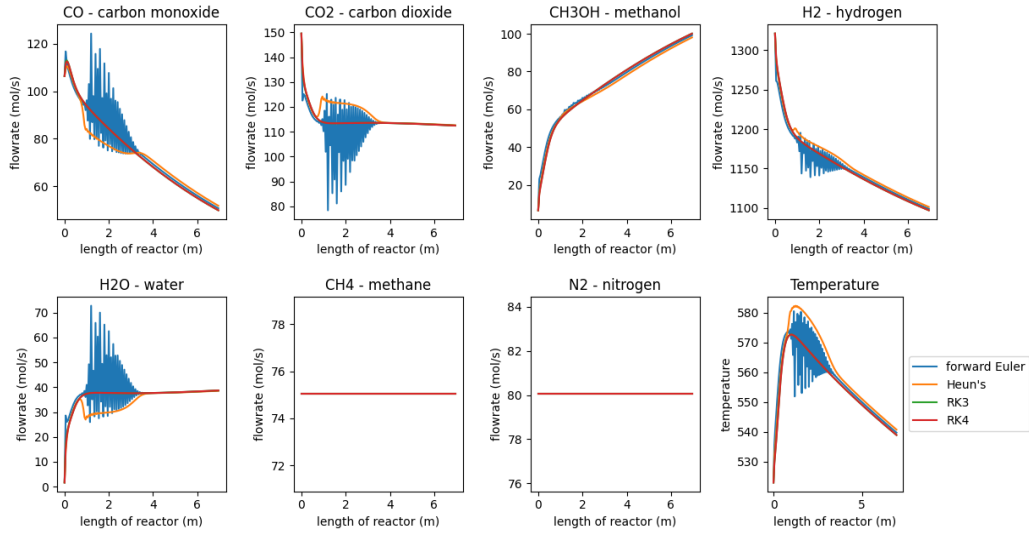 CO - carbon monoxide
flowrate (mol/s)
120
100
80
60
0 2 4 6
length of reactor (m)
CO2 - carbon dioxide
flowrate (mol/s)
150
140
130
120
110
100
90
80
0 2 4 6
length of reactor (m)
CH3OH - methanol
flowrate (mol/s)
100
80
60
40
20
0 2 4 6
length of reactor (m)
H2 - hydrogen
flowrate (mol/s)
1300
1250
1200
1150
1100
0 2 4 6
length of reactor (m)
H2O - water
flowrate (mol/s)
70
60
50
40
30
20
10
0
0 2 4 6
length of reactor (m)
CH4 - methane
flowrate (mol/s)
78
77
76
75
74
73
72
0 2 4 6
length of reactor (m)
N2 - nitrogen
flowrate (mol/s)
84
82
80
78
76
0 2 4 6
length of reactor (m)
Temperature
temperature
580
570
560
550
540
530
0 5
length of reactor (m)
forward Euler
Heun's
RK3
RK4